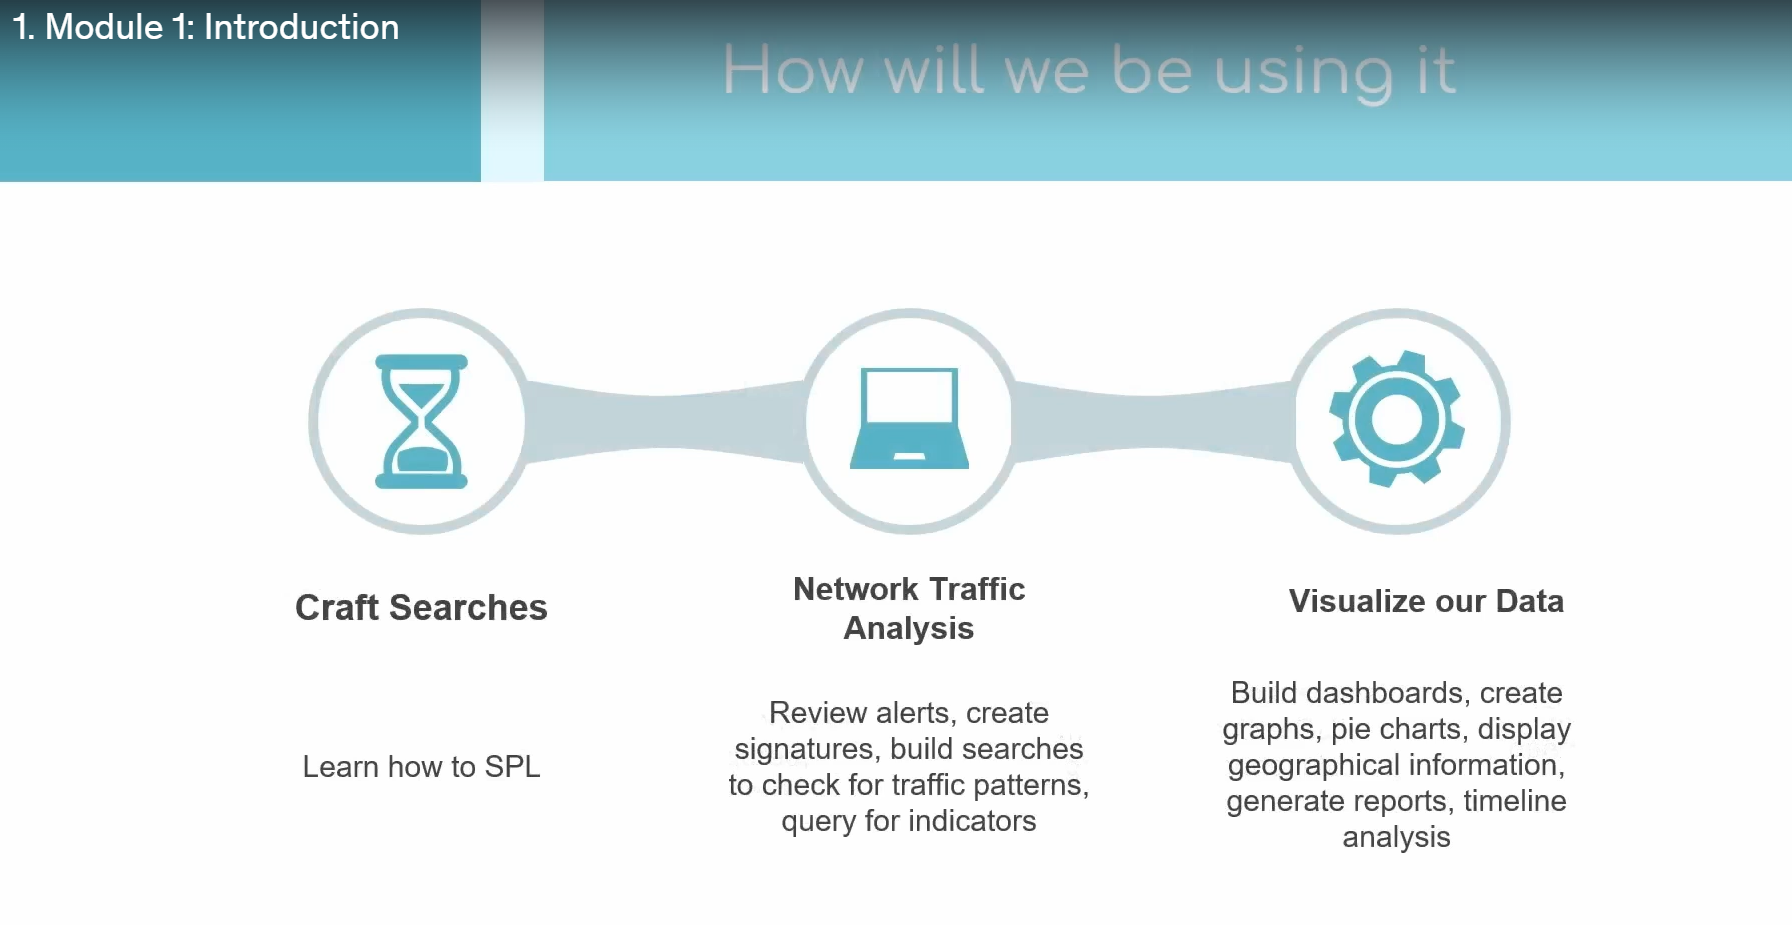 1. Module 1: Introduction
How will we be using it
Craft Searches
Learn how to SPL
Network Traffic
Analysis
Review alerts, create
signatures, build searches
to check for traffic patterns,
query for indicators
Visualize our Data
Build dashboards, create
graphs, pie charts, display
geographical information,
generate reports, timeline
analysis